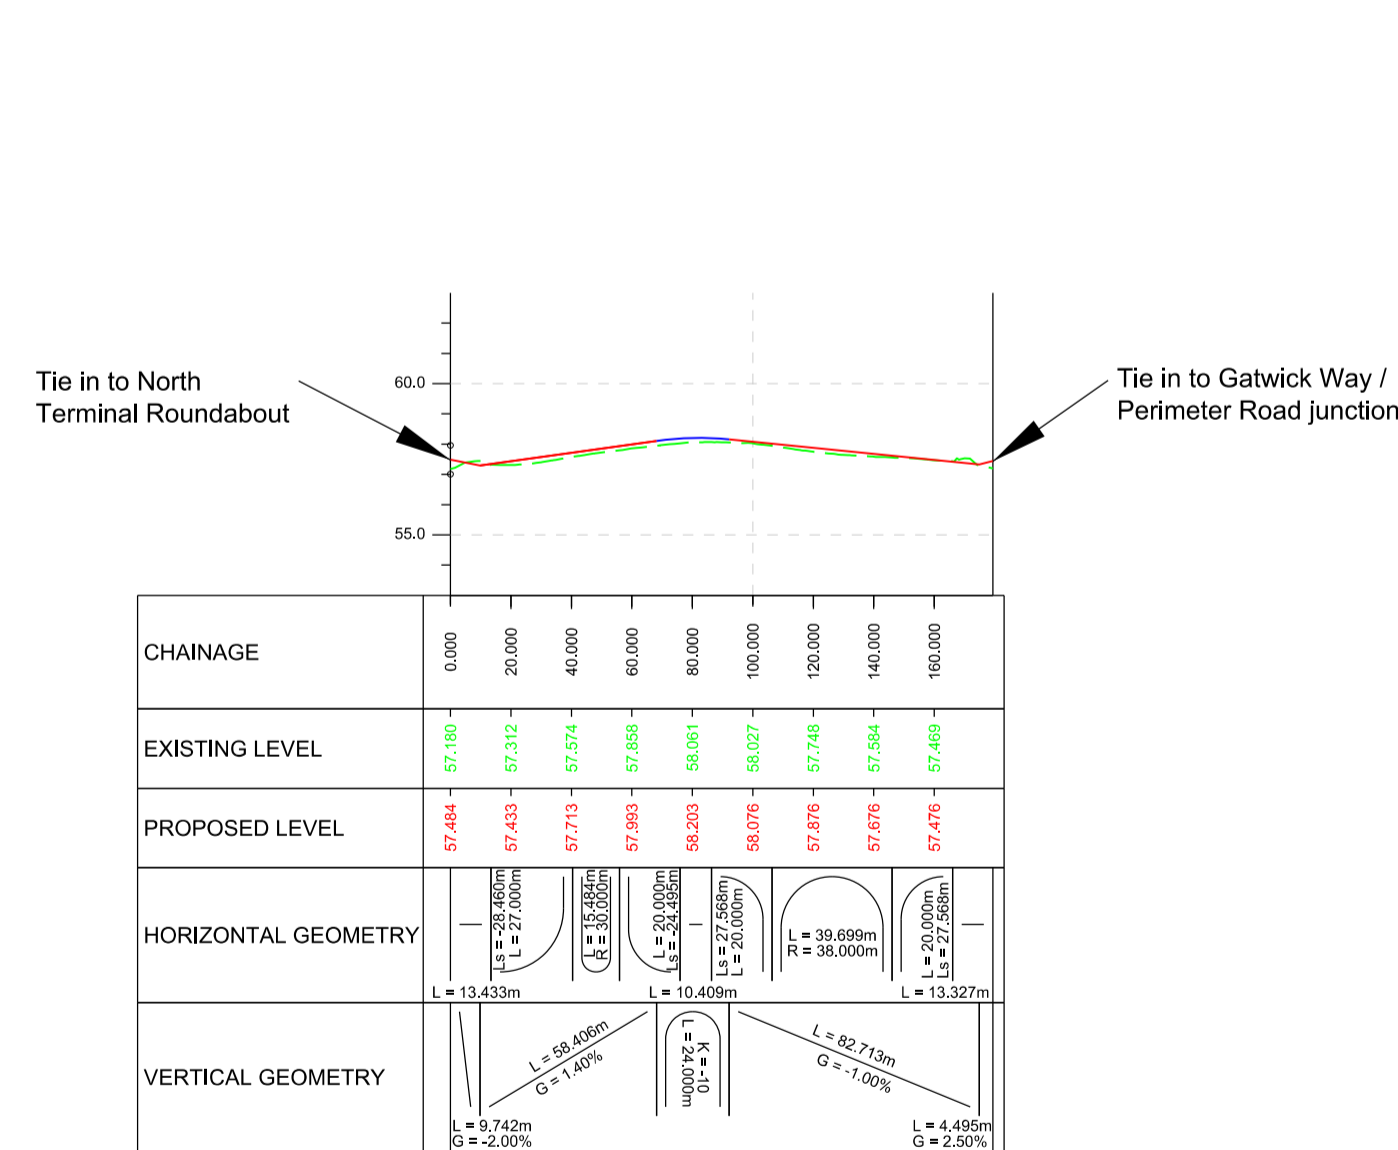 Tie in to North
Terminal Roundabout
Tie in to Gatwick Way /
Perimeter Road junction
60.0
55.0
CHAINAGE
0.000
20.000
40.000
60.000
80.000
100.000
120.000
140.000
160.000
EXISTING LEVEL
57.180
57.312
57.574
57.858
58.061
58.027
57.748
57.584
57.469
PROPOSED LEVEL
57.484
57.433
57.713
57.993
58.203
58.076
57.876
57.676
57.476
HORIZONTAL GEOMETRY
L = 13.433m
Ls = -28.460m
L = 27.000m
L = 15.484m
R = 30.000m
L = 20.000m
Ls = -24.495m
L = 10.409m
Ls = 27.568m
L = 20.000m
L = 39.699m
R = 38.000m
L = 20.000m
Ls = 27.568m
L = 13.327m
VERTICAL GEOMETRY
L = 9.742m
G = -2.00%
L = 58.406m
G = 1.40%
K = -10
L = 24.000m
L = 82.713m
G = -1.00%
L = 4.495m
G = 2.50%